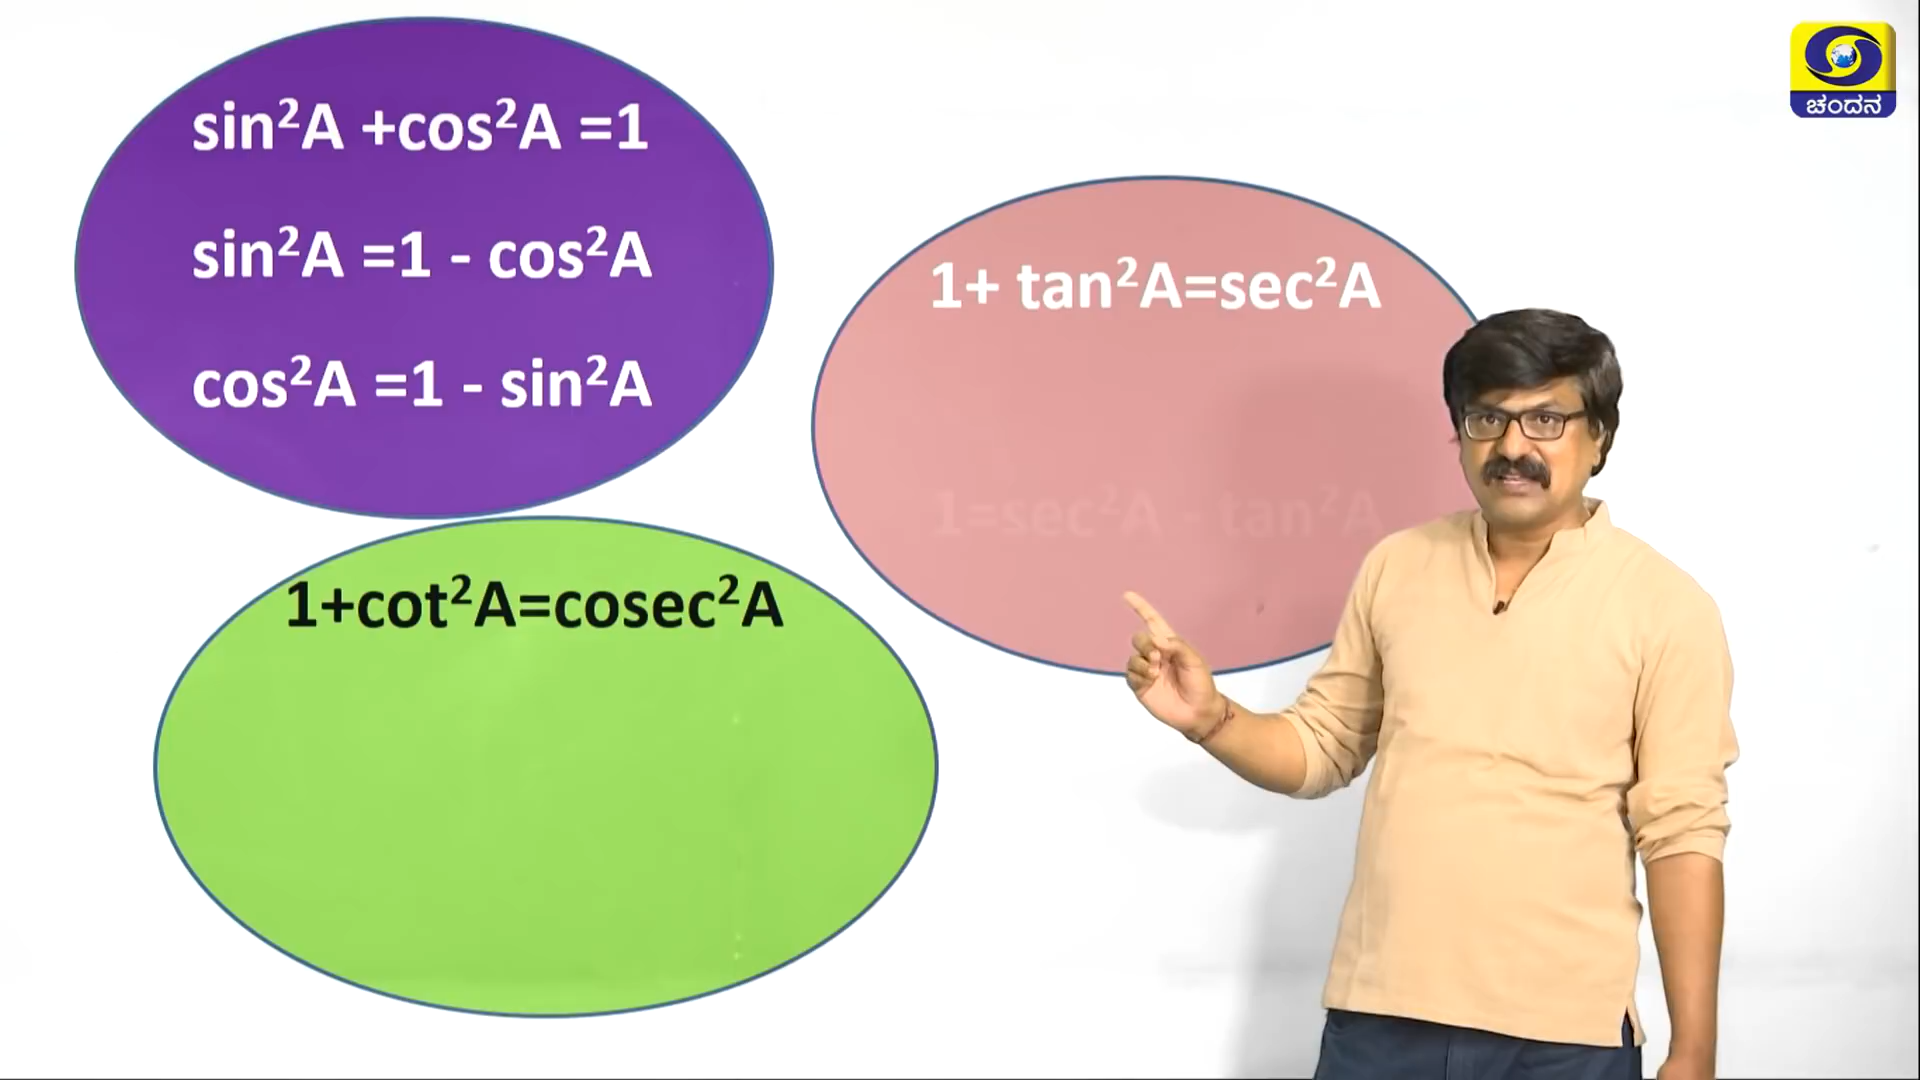 sin²A +cos²A =1
sin²A =1 - cos²A
cos²A =1 - sin²A
1+ tan²A=sec²A
1=sec²A - tan²A
1+cot²A=cosec²A
ಚಂದನ